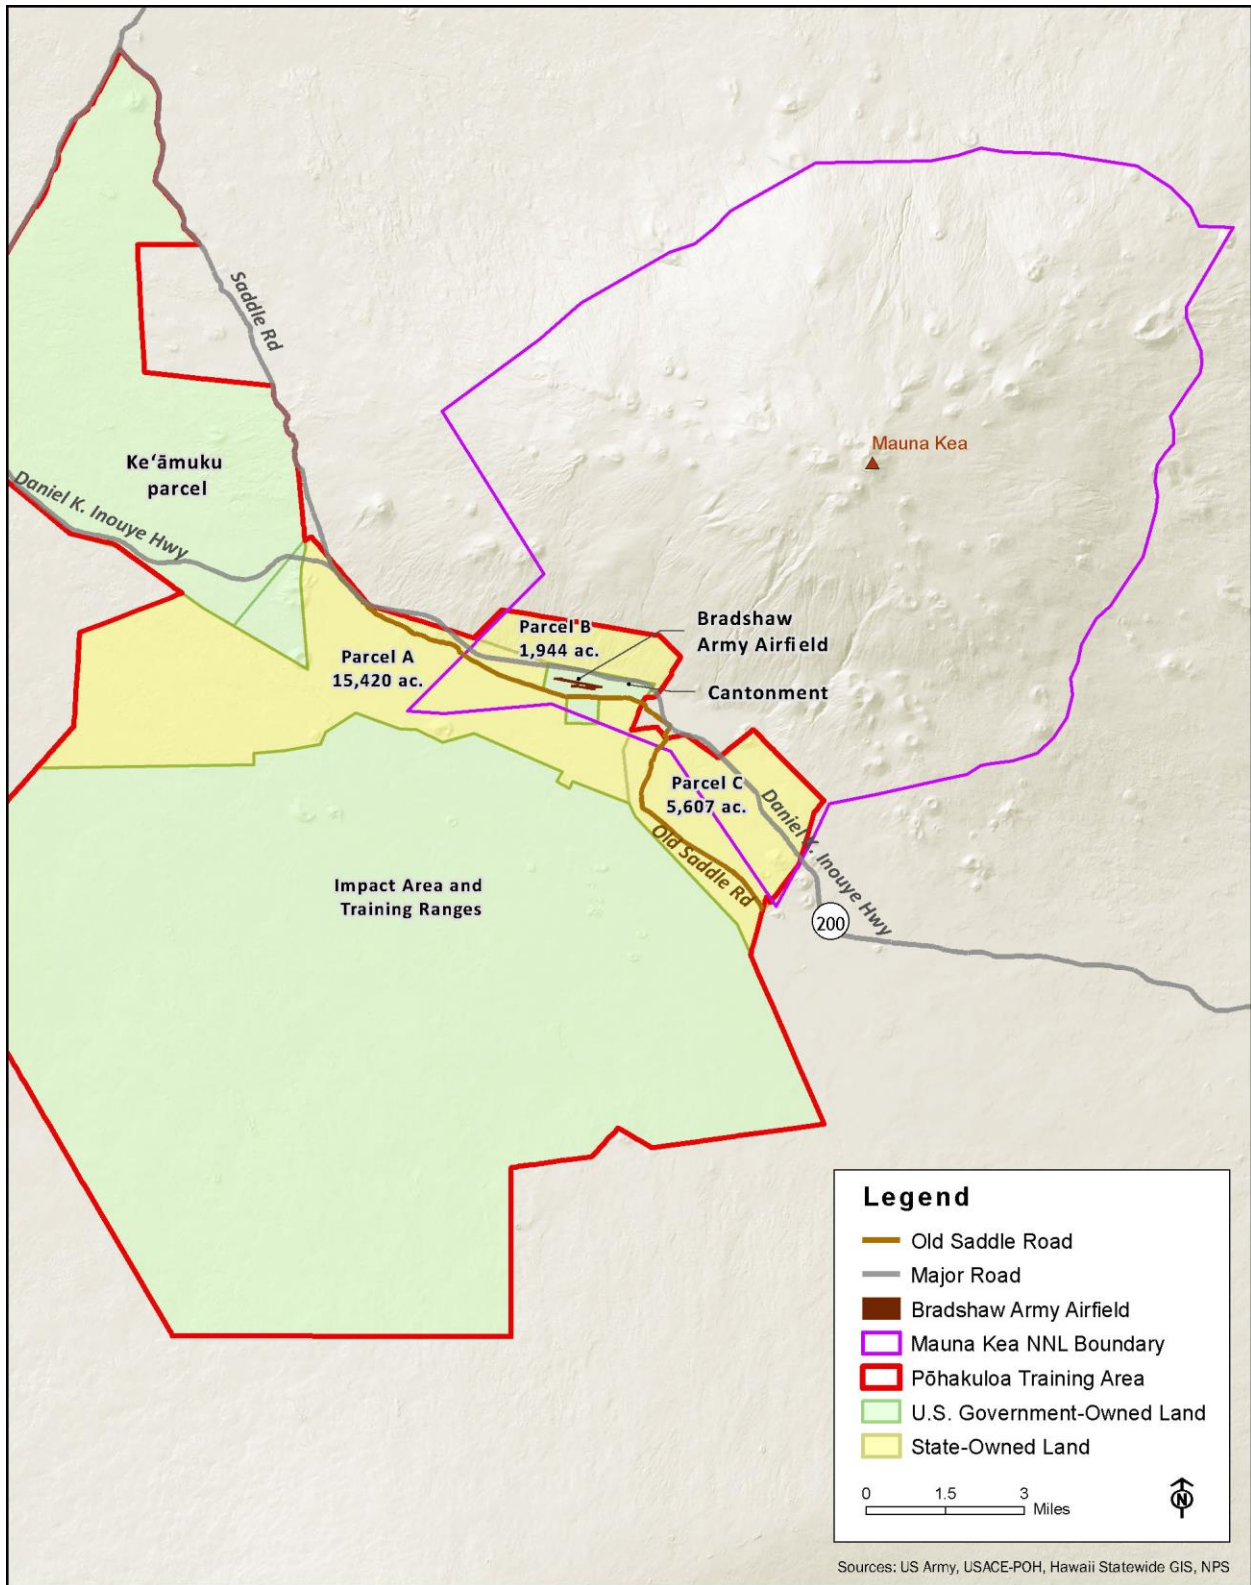 Saddle Rd
Mauna Kea
Keʻāmuku
parcel
Daniel K. Inouye Hwy
Parcel B
1,944 ac.
Bradshaw
Army Airfield
Parcel A
15,420 ac.
Cantonment
Parcel C
5,607 ac.
Daniel K. Inouye Hwy
Old Saddle Rd
Impact Area and
Training Ranges
200
Legend
Old Saddle Road
Major Road
Bradshaw Army Airfield
Mauna Kea NNL Boundary
Pōhakuloa Training Area
U.S. Government-Owned Land
State-Owned Land
0 1.5 3
Miles
N
Sources: US Army, USACE-POH, Hawaii Statewide GIS, NPS